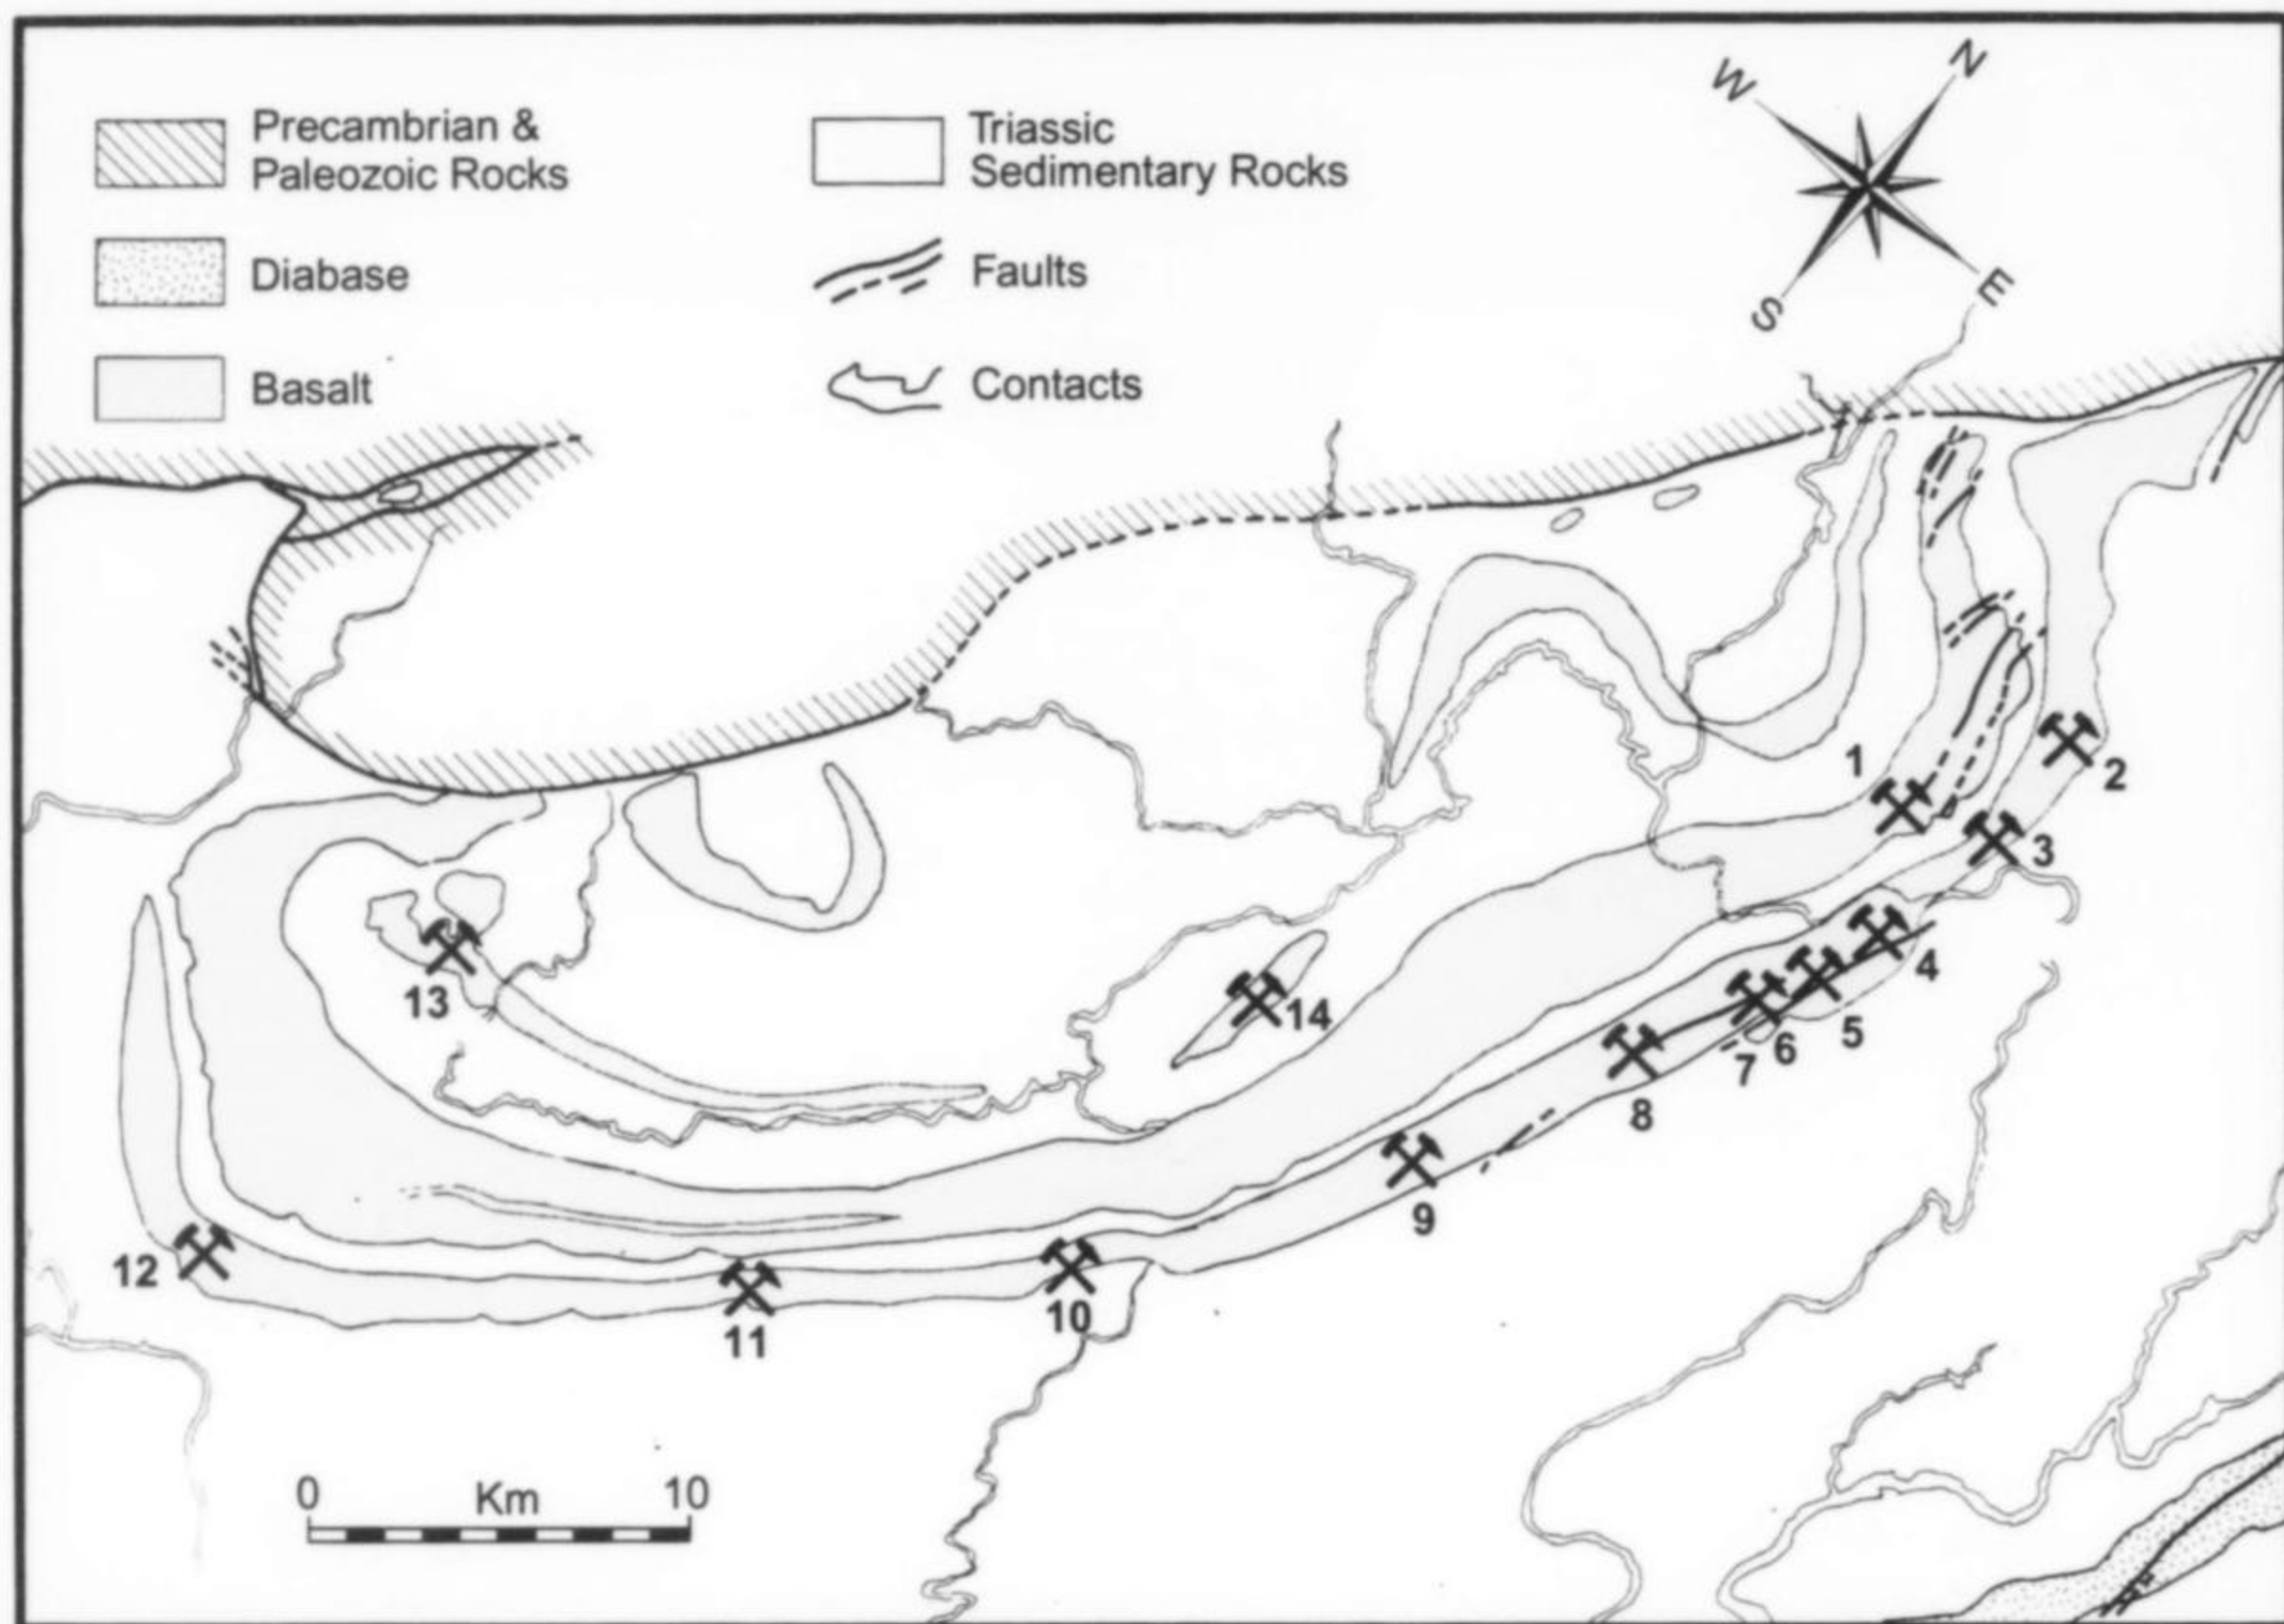 Precambrian &
Paleozoic Rocks
Diabase
Basalt
Triassic
Sedimentary Rocks
Faults
Contacts
W
N
S
E
1
2
3
4
5
6
7
8
9
10
11
12
13
14
0 Km 10